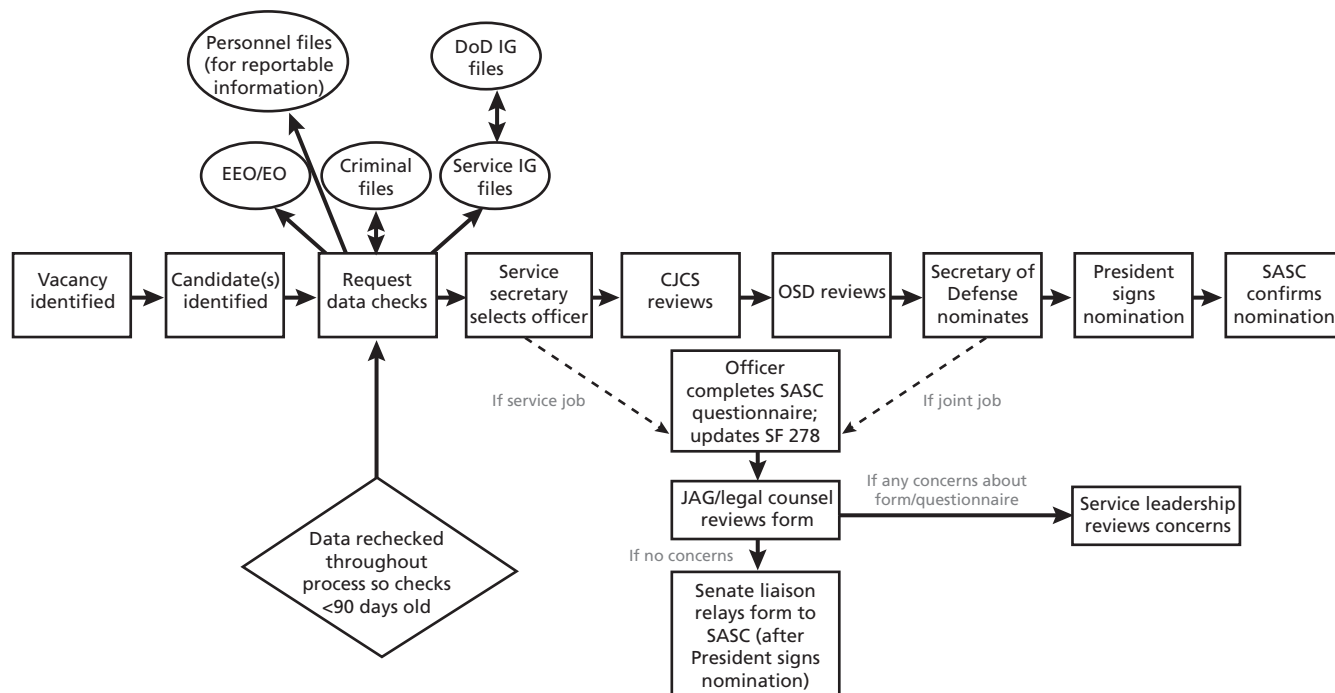 Personnel files
(for reportable
information)
DoD IG
files
EEO/EO
Criminal
files
Service IG
files
Vacancy
identified
Candidate(s)
identified
Request
data checks
Service
secretary
selects officer
CJCS
reviews
OSD reviews
Secretary of
Defense
nominates
President
signs
nomination
SASC
confirms
nomination
If service job
Officer
completes SASC
questionnaire;
updates SF 278
If joint job
JAG/legal counsel
reviews form
If any concerns about
form/questionnaire
Service leadership
reviews concerns
If no concerns
Data rechecked
throughout
process so checks
<90 days old
Senate liaison
relays form to
SASC (after
President signs
nomination)